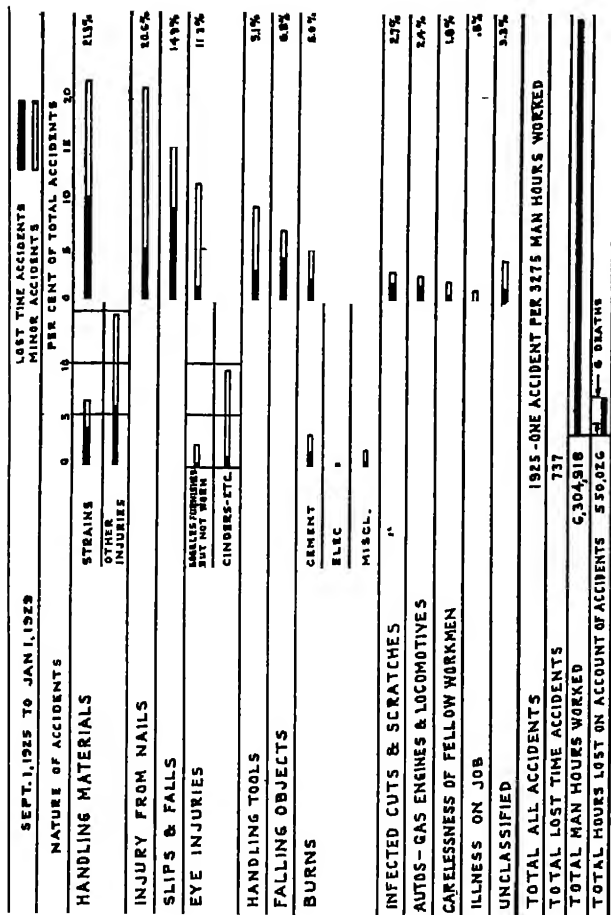 SEPT. 1, 1925 TO JAN 1, 1929
LOST TIME ACCIDENTS
MINOR ACCIDENTS
NATURE OF ACCIDENTS
PER CENT OF TOTAL ACCIDENTS
0 5 10
0 5 10 15 20
HANDLING MATERIALS
STRAINS
OTHER INJURIES
INJURY FROM NAILS 20.6%
SLIPS & FALLS 14.9%
EYE INJURIES
GOGGLES FURNISHED
BUT NOT WORN
CINDERS-ETC.
HANDLING TOOLS 9.1%
FALLING OBJECTS 6.8%
BURNS
CEMENT
ELEC
MISCL.
INFECTED CUTS & SCRATCHES 2.7%
AUTOS-GAS ENGINES & LOCOMOTIVES 2.4%
CARELESSNESS OF FELLOW WORKMEN 1.8%
ILLNESS ON JOB .8%
UNCLASSIFIED
TOTAL ALL ACCIDENTS 1925-ONE ACCIDENT PER 3275 MAN HOURS WORKED
TOTAL LOST TIME ACCIDENTS 737
TOTAL MAN HOURS WORKED 6,304,918
TOTAL HOURS LOST ON ACCOUNT OF ACCIDENTS 550,026 6 DEATHS